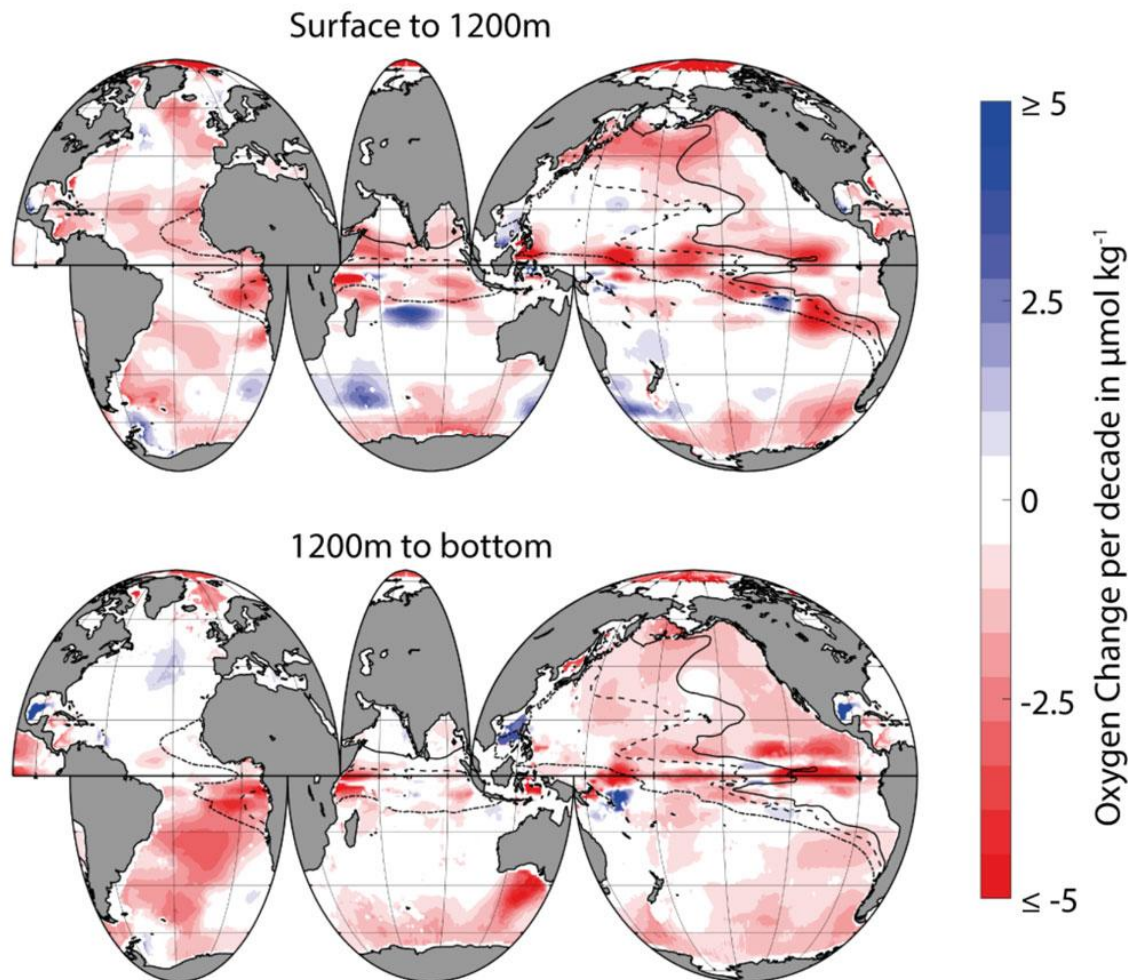 Surface to 1200m
1200m to bottom
≥ 5
2.5
0
-2.5
≤ -5
Oxygen Change per decade in μmol kg⁻¹